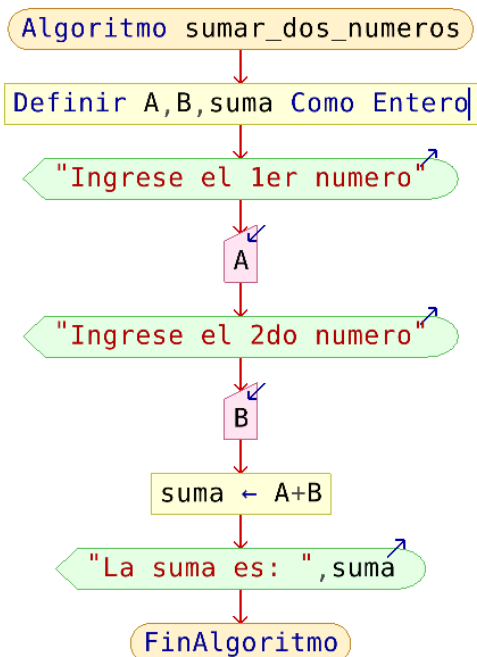 Algoritmo sumar_dos_numeros
Definir A,B,suma Como Entero
"Ingrese el 1er numero"
A
"Ingrese el 2do numero"
B
suma ← A+B
"La suma es: ",suma
FinAlgoritmo